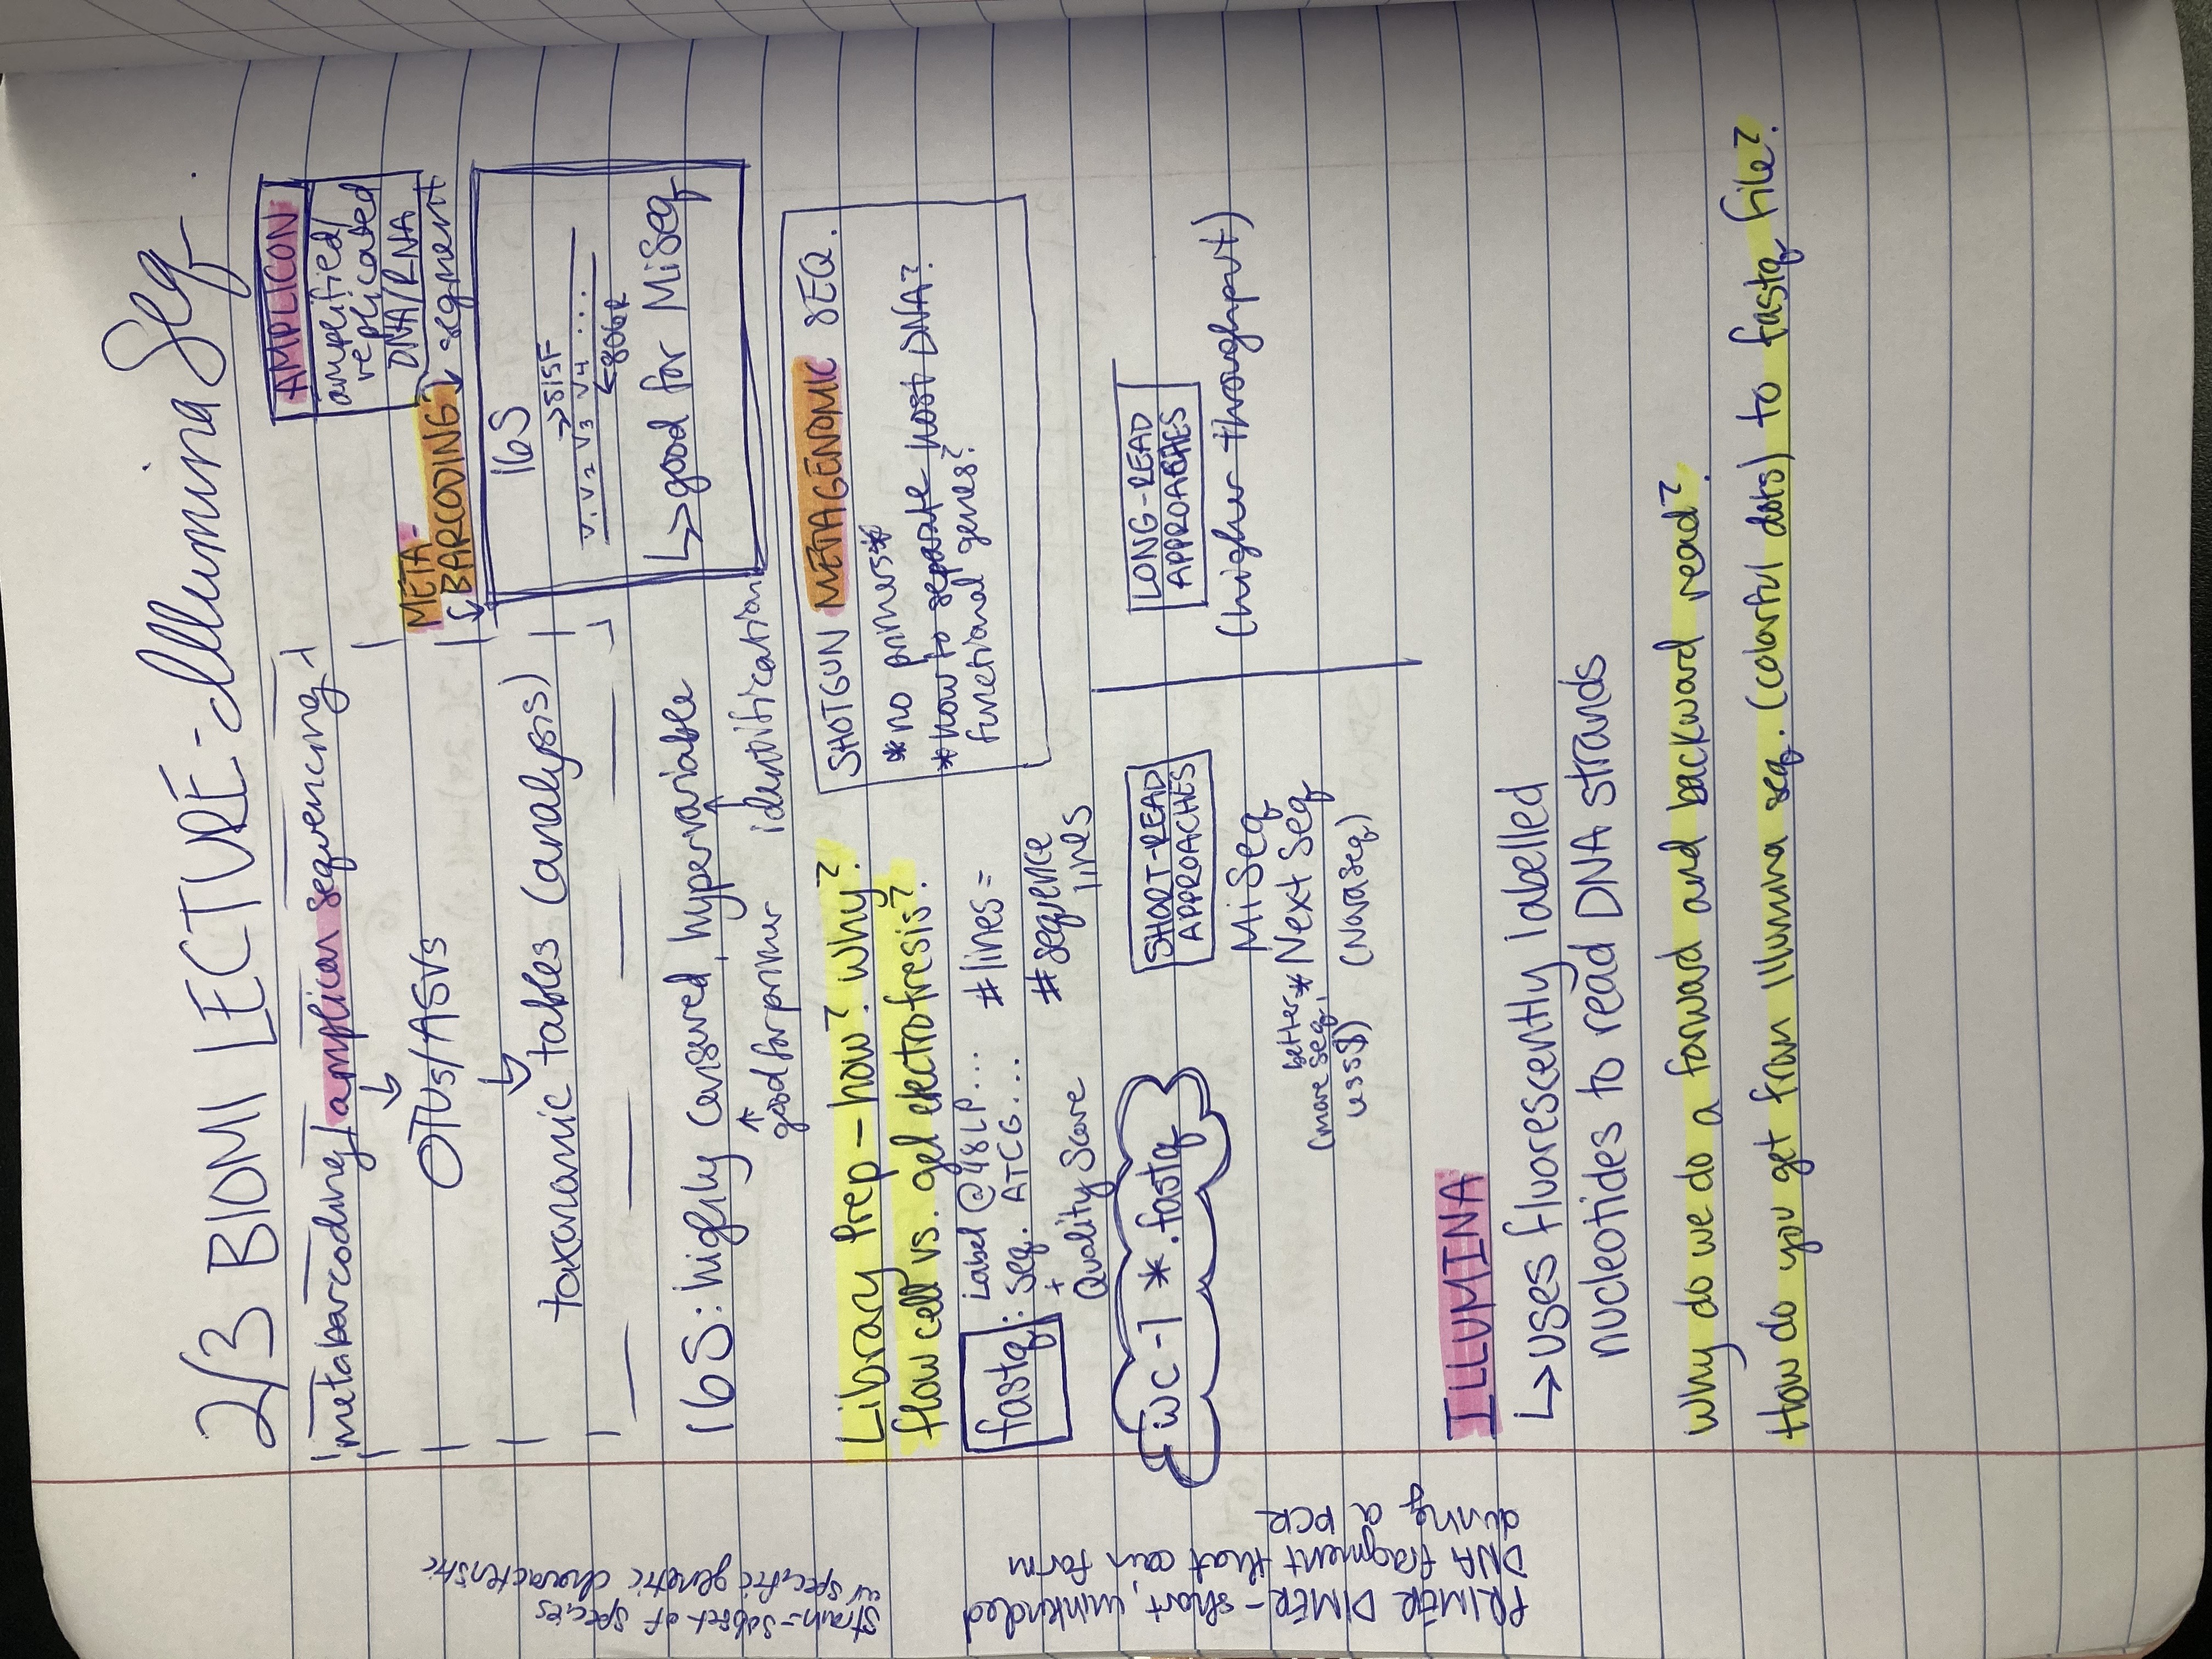 2/3 BIOMI LECTURE - Illumina Seq.
metabarcoding/amplicon sequencing
↓
OTUs/ASVs
↓
taxonomic tables (analysis)
AMPLICON
amplified/
replicated
DNA/RNA
segment
META-
BARCODING
16S
→515F
V1 V2 V3 V4 ...
←806R
↳ good for MiSeq
16S: highly consured, hypervariable
↑ ↑
good for primer identification
Library Prep - how? Why?
flow cell vs. gel electrofresis?
SHOTGUN METAGENOMIC SEQ.
*no primers*
*how to separate host DNA?
functional genes?
fastq:
Label @48LP...
Seq. ATCG...
+
Quality Score
#lines =
#sequence
lines
wc -l *.fastq
SHORT-READ
APPROACHES
MiSeq
better *Next Seq
(more seq,
less$)
(NovaSeq)
LONG-READ
APPROACHES
(higher throughput)
ILLUMINA
↳ uses fluorescently labelled
nucleotides to read DNA strands
Why do we do a forward and backward read?
How do you get from Illumina seq. (colorful dots) to fastq file?
Strain - subset of species
w/ specific genetic characteristic
PRIMER DIMER - short, unintended
DNA fragment that can form
during a PCR